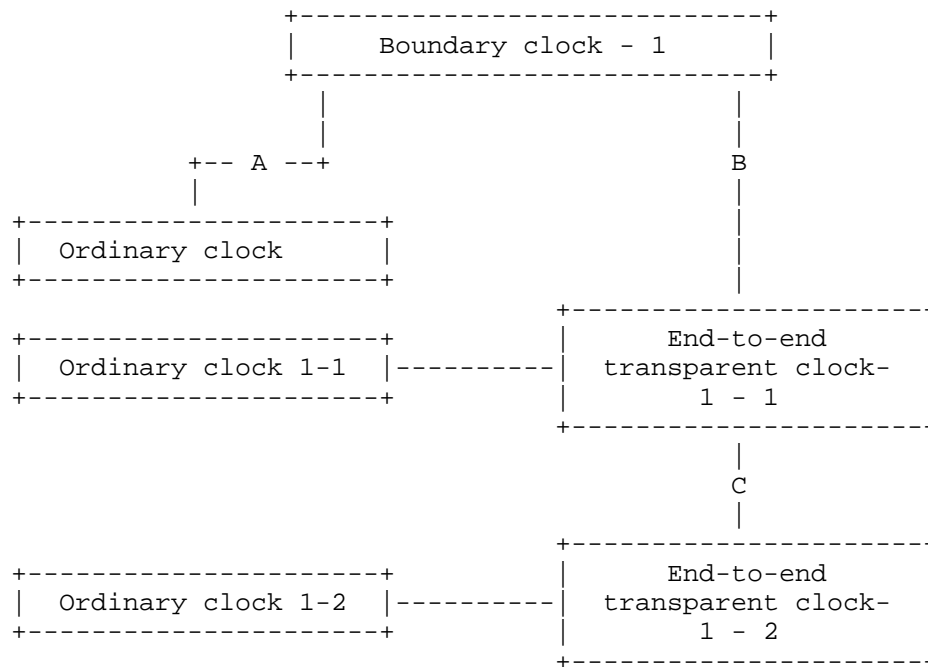 Boundary clock - 1
A
B
Ordinary clock
Ordinary clock 1-1
End-to-end
transparent clock-
1 - 1
C
Ordinary clock 1-2
End-to-end
transparent clock-
1 - 2